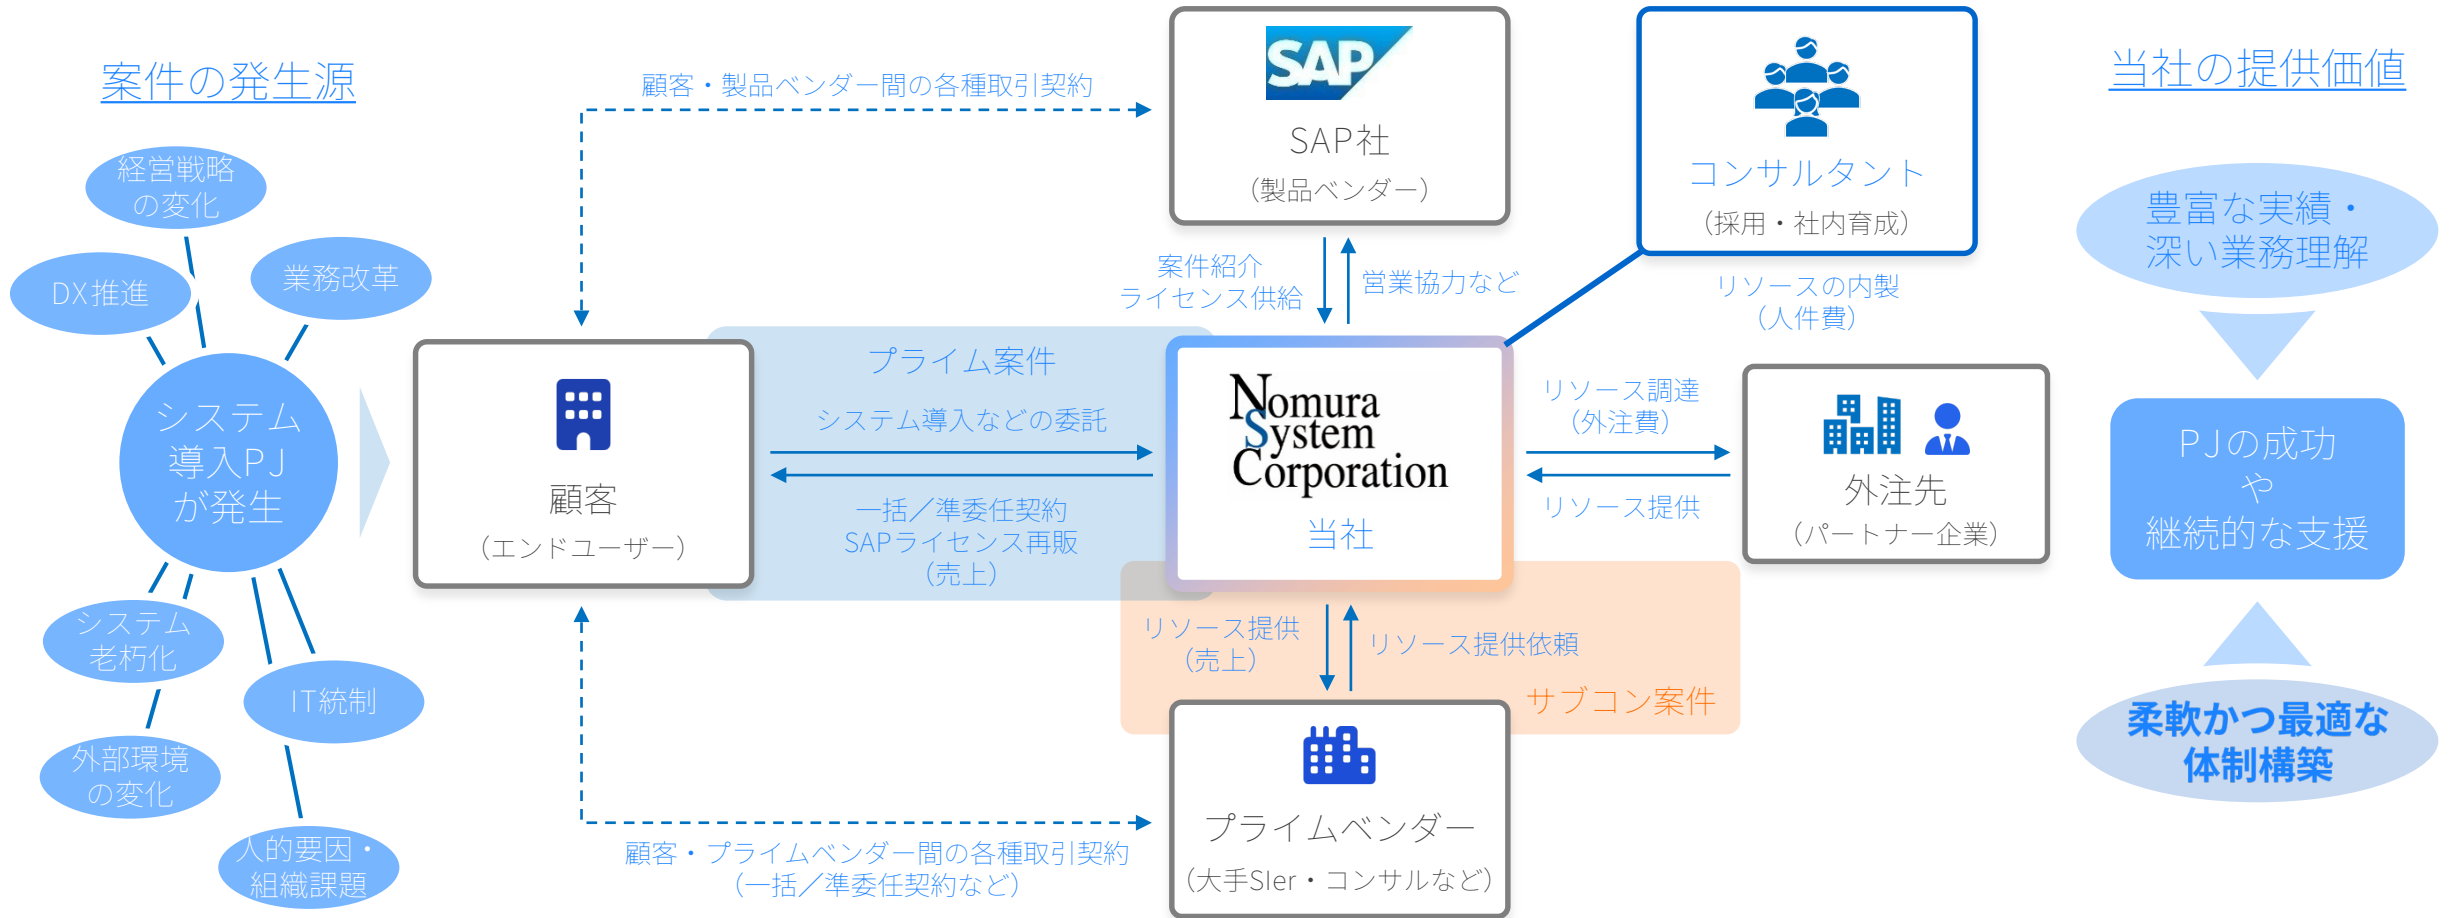 案件の発生源
経営戦略
の変化
DX推進
業務改革
システム
導入PJ
が発生
システム
老朽化
IT統制
外部環境
の変化
人的要因・
組織課題
顧客・製品ベンダー間の各種取引契約
SAP
SAP社
（製品ベンダー）
コンサルタント
（採用・社内育成）
案件紹介
ライセンス供給
営業協力など
リソースの内製
（人件費）
顧客
（エンドユーザー）
プライム案件
システム導入などの委託
一括／準委任契約
SAPライセンス再販
（売上）
Nomura
System
Corporation
当社
リソース調達
（外注費）
リソース提供
外注先
（パートナー企業）
リソース提供
（売上）
リソース提供依頼
サブコン案件
プライムベンダー
（大手SIer・コンサルなど）
顧客・プライムベンダー間の各種取引契約
（一括／準委任契約など）
当社の提供価値
豊富な実績・
深い業務理解
PJの成功
や
継続的な支援
柔軟かつ最適な
体制構築